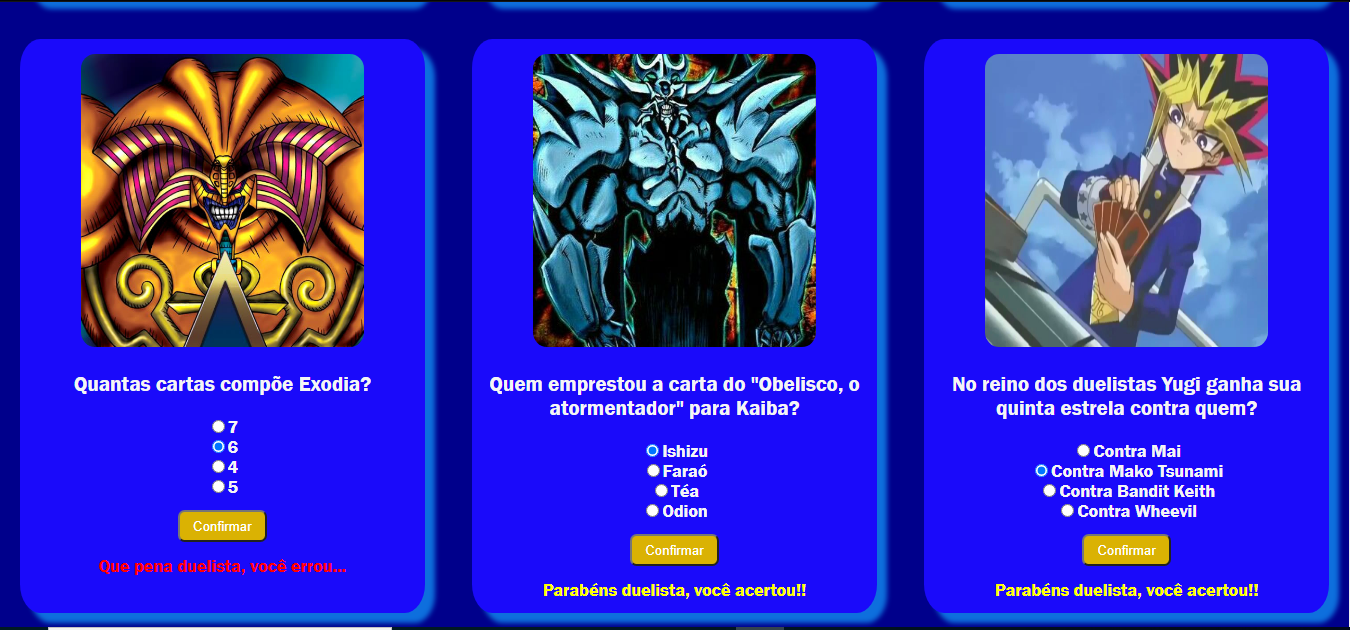 Quantas cartas compõe Exodia?
7
6
4
5
Confirmar
Que pena duelista, você errou...
Quem emprestou a carta do "Obelisco, o
atormentador" para Kaiba?
Ishizu
Faraó
Téa
Odion
Confirmar
Parabéns duelista, você acertou!!
No reino dos duelistas Yugi ganha sua
quinta estrela contra quem?
Contra Mai
Contra Mako Tsunami
Contra Bandit Keith
Contra Wheevil
Confirmar
Parabéns duelista, você acertou!!